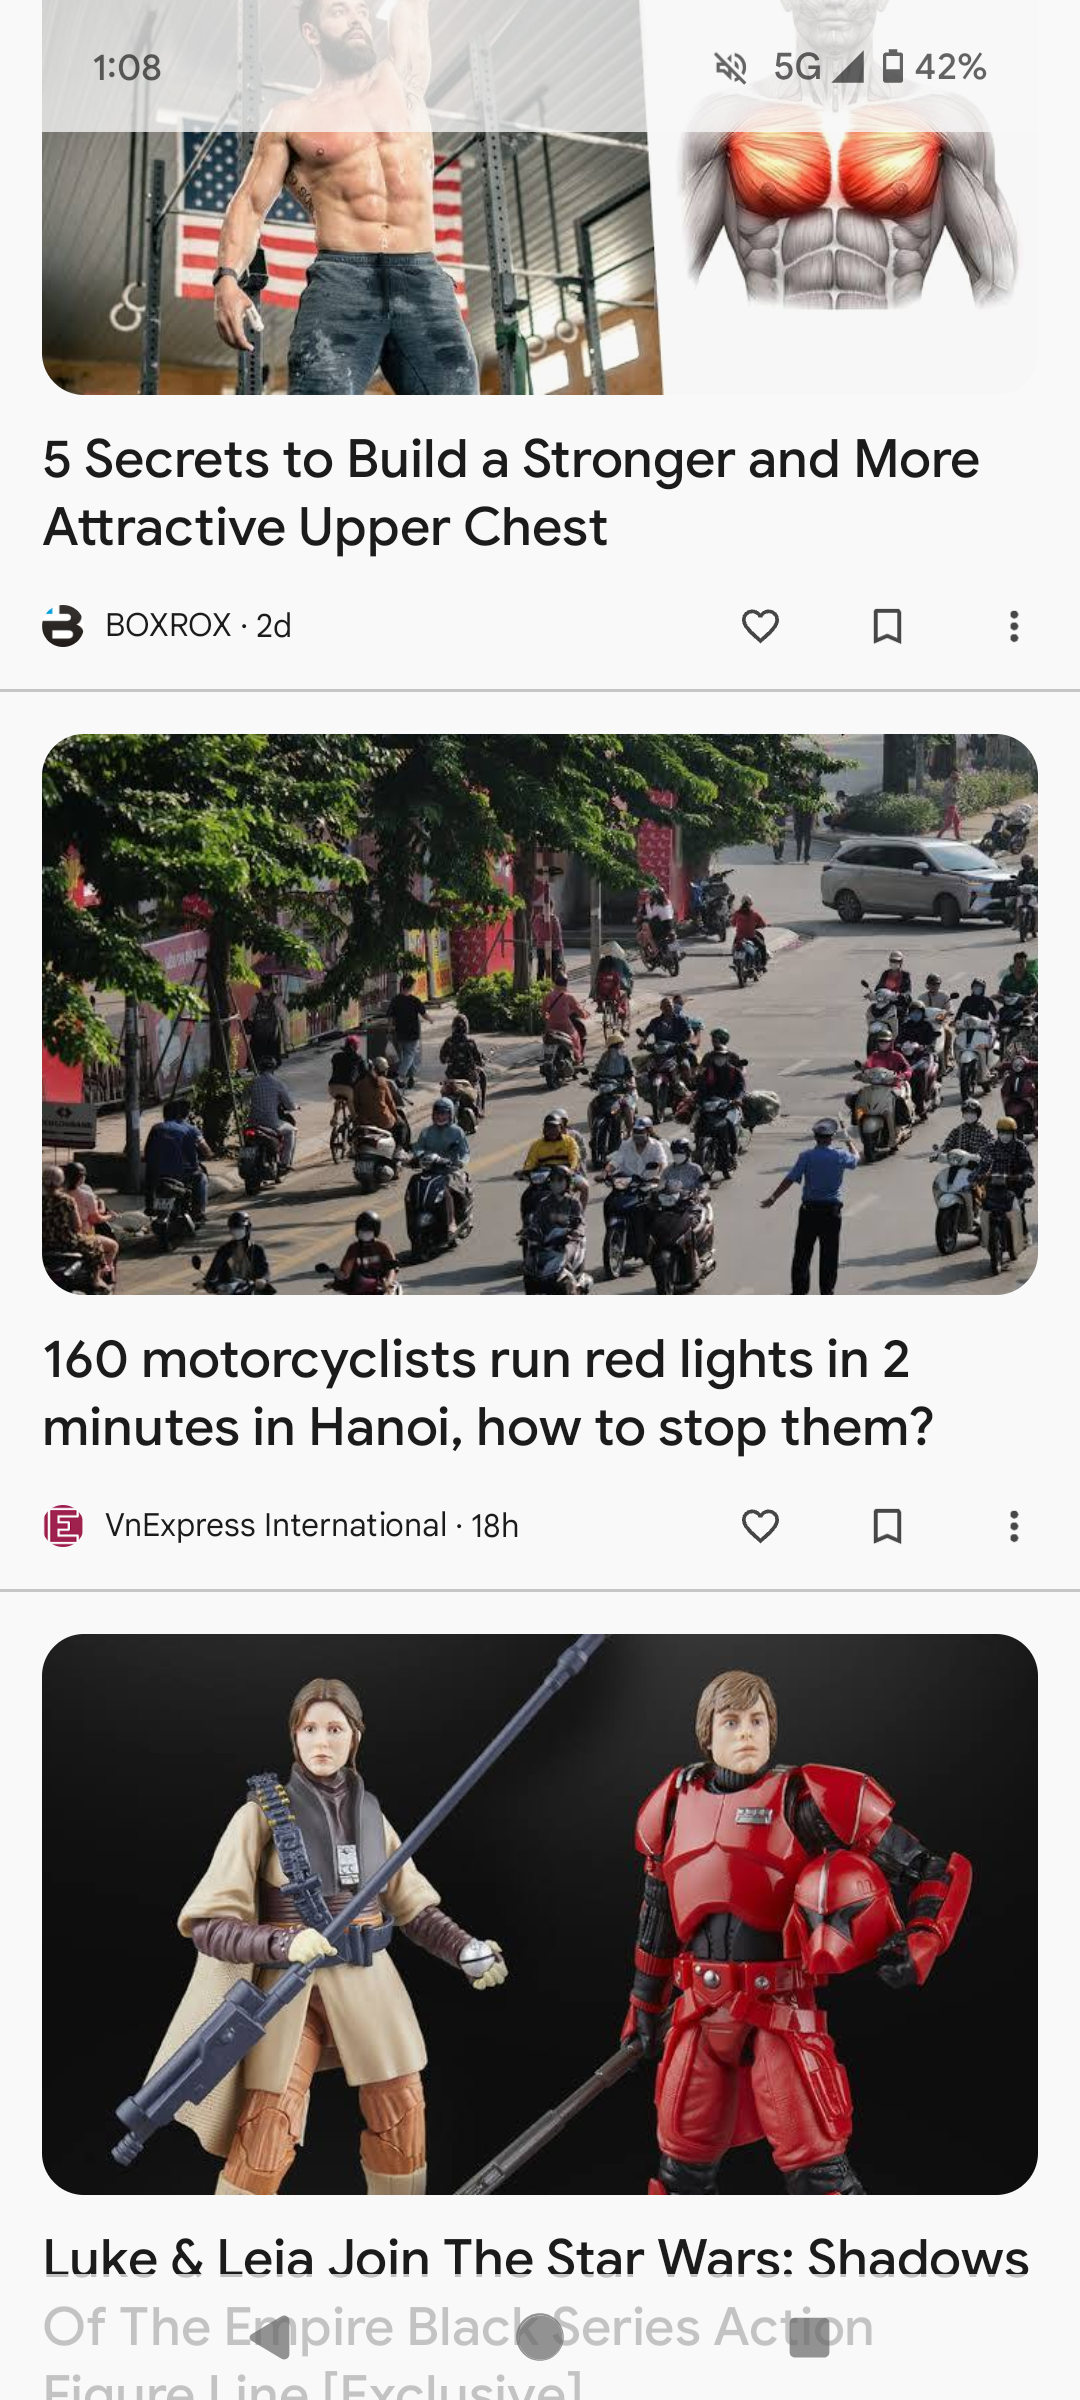 1:08 5G 42%
5 Secrets to Build a Stronger and More
Attractive Upper Chest
BOXROX · 2d
160 motorcyclists run red lights in 2
minutes in Hanoi, how to stop them?
VnExpress International · 18h
Luke & Leia Join The Star Wars: Shadows
Of The Empire Black Series Action
Figure Line [Exclusive]